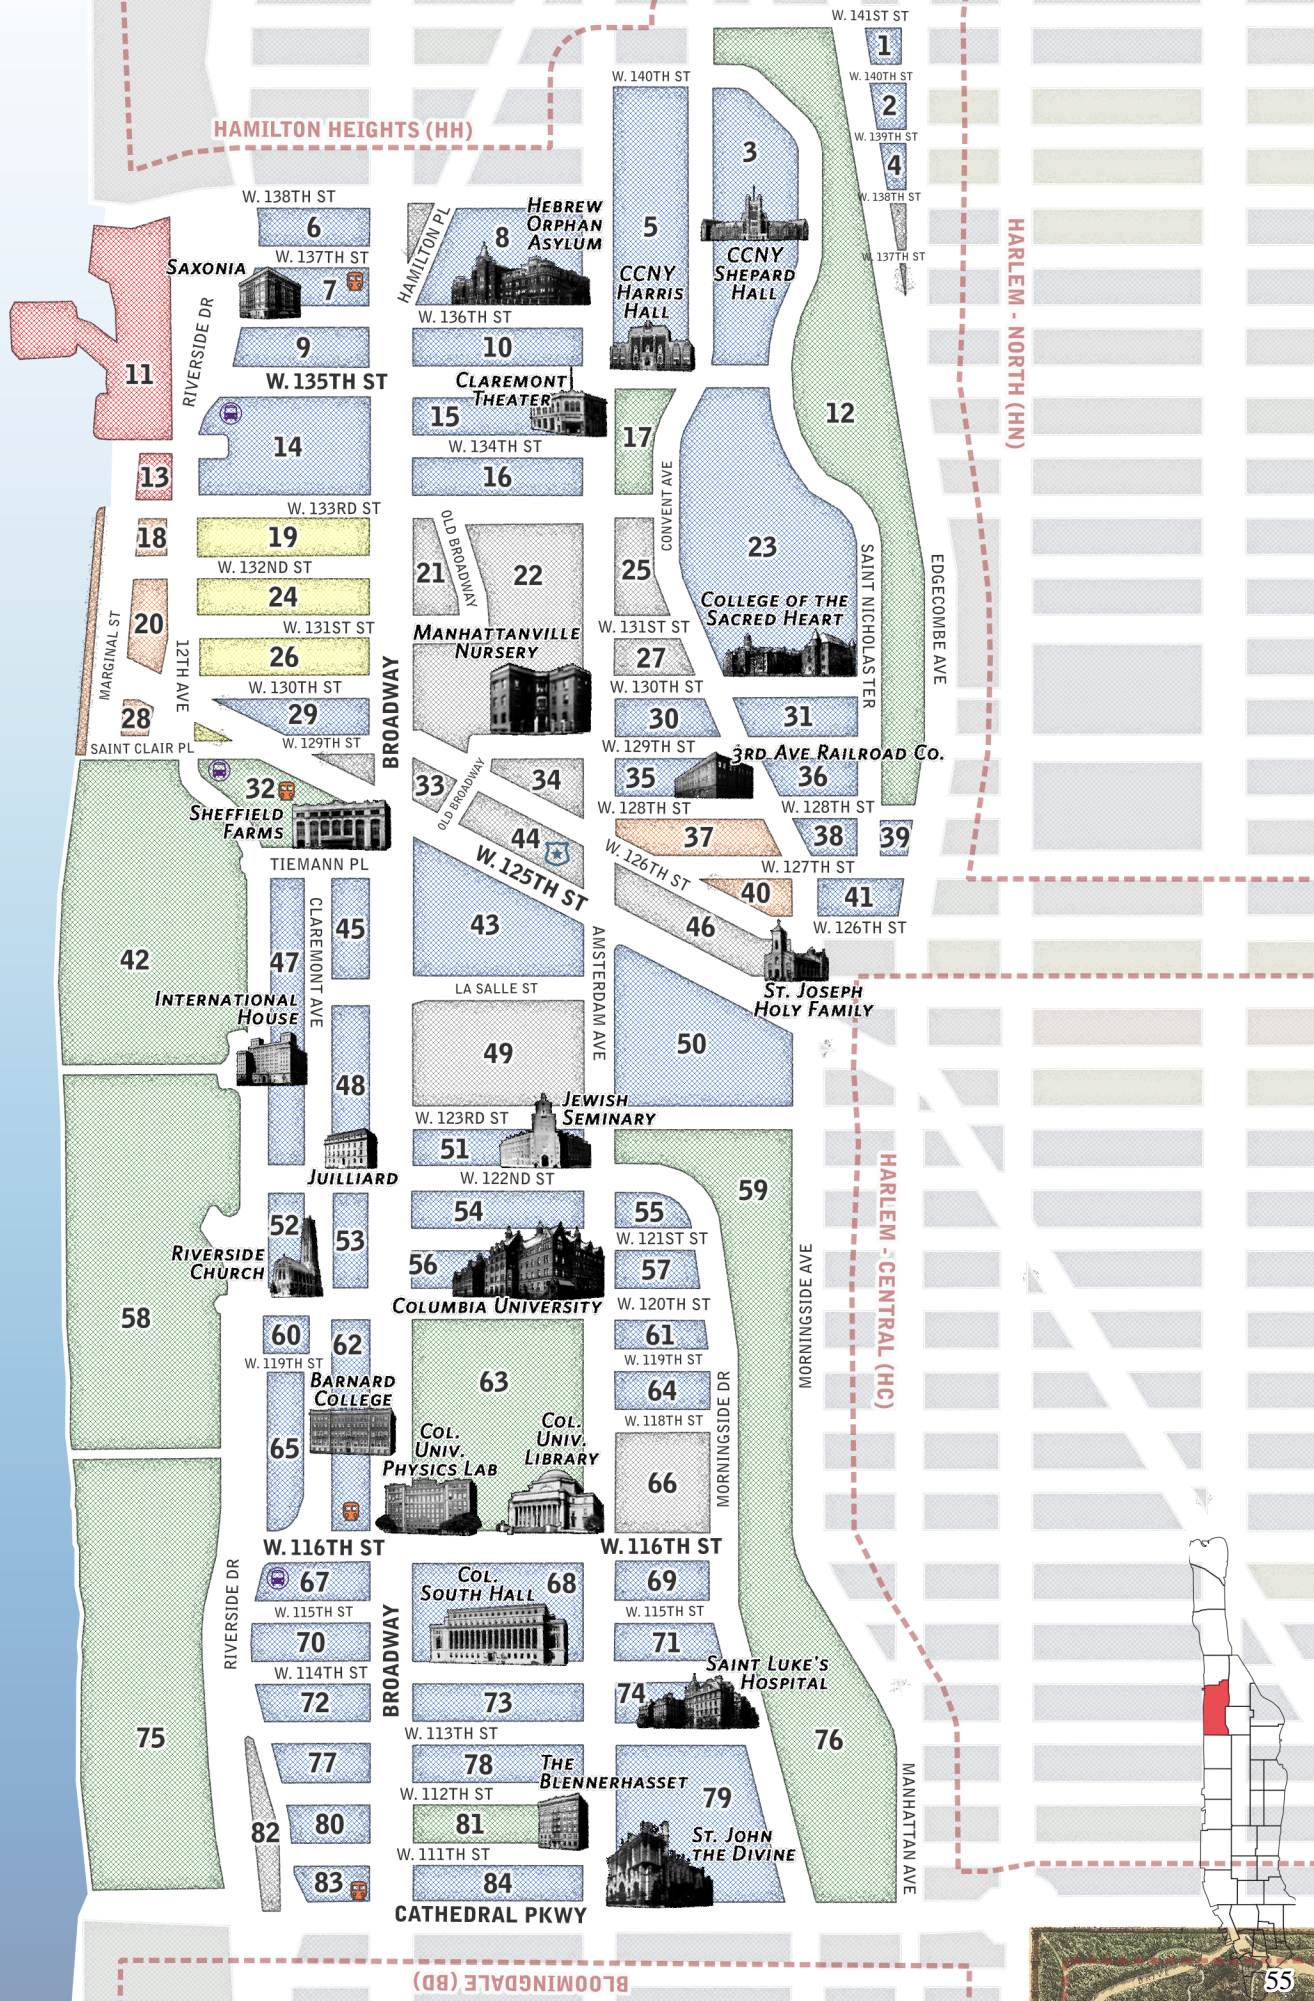 W. 141ST ST
1
W. 140TH ST
W. 140TH ST
2
HAMILTON HEIGHTS (HH)
W. 139TH ST
3
4
W. 138TH ST
W. 138TH ST
6
HAMILTON PL
8
HEBREW
ORPHAN
ASYLUM
5
CCNY
SHEPARD
HALL
W. 137TH ST
W. 137TH ST
SAXONIA
7
CCNY
HARRIS
HALL
HARLEM - NORTH (HN)
RIVERSIDE DR
W. 136TH ST
9
10
11
W. 135TH ST
CLAREMONT
THEATER
12
15
17
14
W. 134TH ST
13
16
CONVENT AVE
W. 133RD ST
OLD BROADWAY
18
19
23
SAINT NICHOLAS TER
EDGECOMBE AVE
W. 132ND ST
21
22
25
24
COLLEGE OF THE
SACRED HEART
20
W. 131ST ST
W. 131ST ST
MARGINAL ST
12TH AVE
MANHATTANVILLE
NURSERY
26
27
BROADWAY
W. 130TH ST
W. 130TH ST
28
29
30
31
SAINT CLAIR PL
W. 129TH ST
W. 129TH ST
3RD AVE RAILROAD CO.
32
33
OLD BROADWAY
34
35
36
SHEFFIELD
FARMS
W. 128TH ST
W. 128TH ST
44
37
38
39
W. 125TH ST
W. 126TH ST
TIEMANN PL
W. 127TH ST
40
41
45
43
46
W. 126TH ST
CLAREMONT AVE
42
47
AMSTERDAM AVE
LA SALLE ST
INTERNATIONAL
HOUSE
ST. JOSEPH
HOLY FAMILY
49
50
48
W. 123RD ST
JEWISH
SEMINARY
51
JUILLIARD
W. 122ND ST
59
HARLEM - CENTRAL (HC)
52
53
54
55
RIVERSIDE
CHURCH
W. 121ST ST
56
57
MORNINGSIDE AVE
COLUMBIA UNIVERSITY
W. 120TH ST
58
60
62
61
W. 119TH ST
W. 119TH ST
BARNARD
COLLEGE
63
64
MORNINGSIDE DR
COL.
UNIV.
PHYSICS LAB
COL.
UNIV.
LIBRARY
W. 118TH ST
65
66
W. 116TH ST
W. 116TH ST
RIVERSIDE DR
67
COL.
SOUTH HALL
68
69
W. 115TH ST
W. 115TH ST
BROADWAY
70
71
W. 114TH ST
SAINT LUKE'S
HOSPITAL
72
73
74
75
W. 113TH ST
76
77
78
THE
BLENNERHASSET
79
MANHATTAN AVE
W. 112TH ST
80
81
82
ST. JOHN
THE DIVINE
W. 111TH ST
83
84
CATHEDRAL PKWY
BLOOMINGDALE (BD)
55